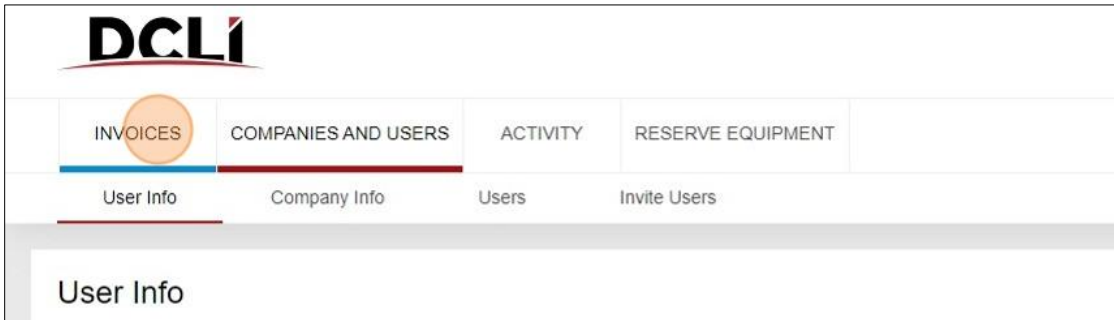 DCLI
INVOICES COMPANIES AND USERS ACTIVITY RESERVE EQUIPMENT
User Info Company Info Users Invite Users
User Info